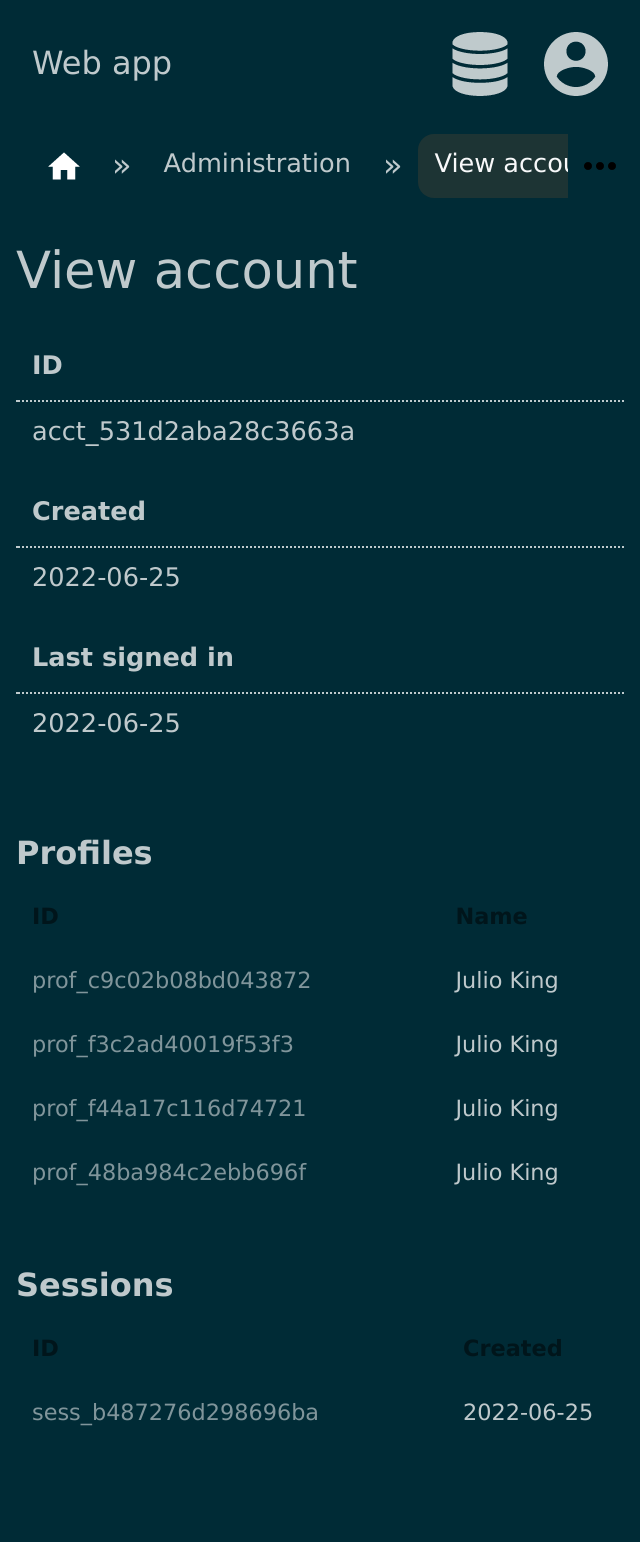 Web app
» Administration » View accou
View account
ID
acct_531d2aba28c3663a
Created
2022-06-25
Last signed in
2022-06-25
Profiles
ID Name
prof_c9c02b08bd043872 Julio King
prof_f3c2ad40019f53f3 Julio King
prof_f44a17c116d74721 Julio King
prof_48ba984c2ebb696f Julio King
Sessions
ID Created
sess_b487276d298696ba 2022-06-25